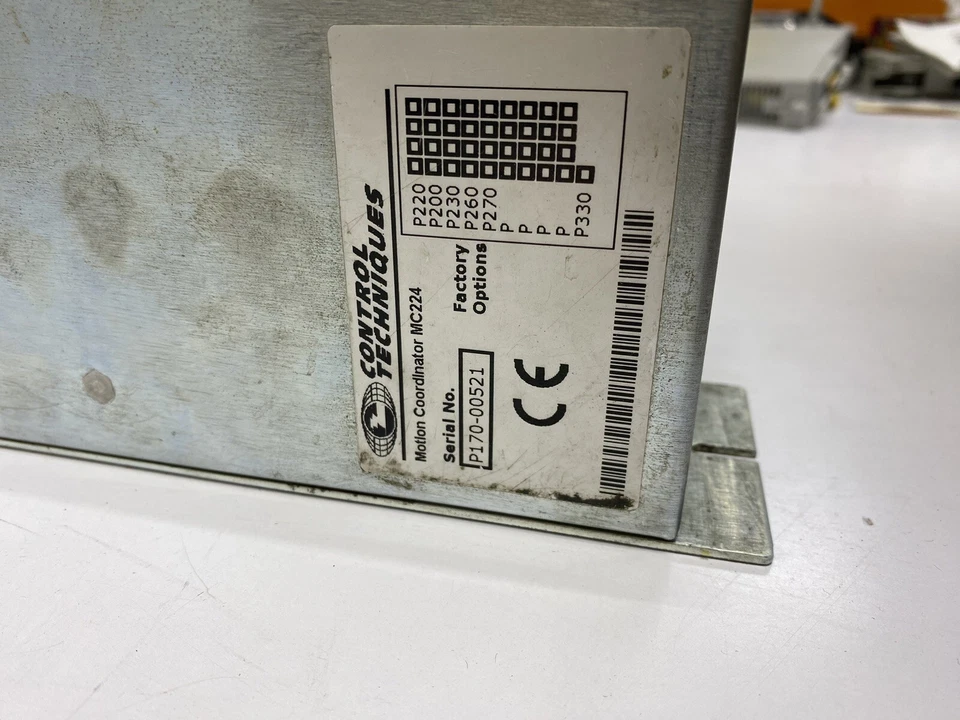 CONTROL
TECHNIQUES
Motion Coordinator MC224
Serial No.
P170-00521
Factory
Options
P220
P200
P230
P260
P270
P
P
P
P
P330
CE